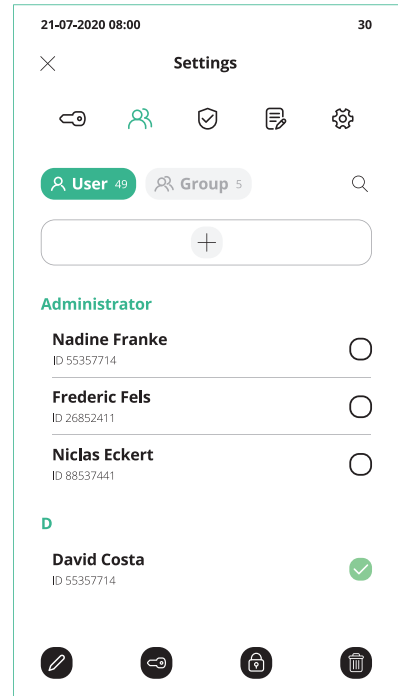 21-07-2020 08:00 30
Settings
User 49 Group 5
Administrator
Nadine Franke
ID 55357714
Frederic Fels
ID 26852411
Niclas Eckert
ID 88537441
D
David Costa
ID 55357714